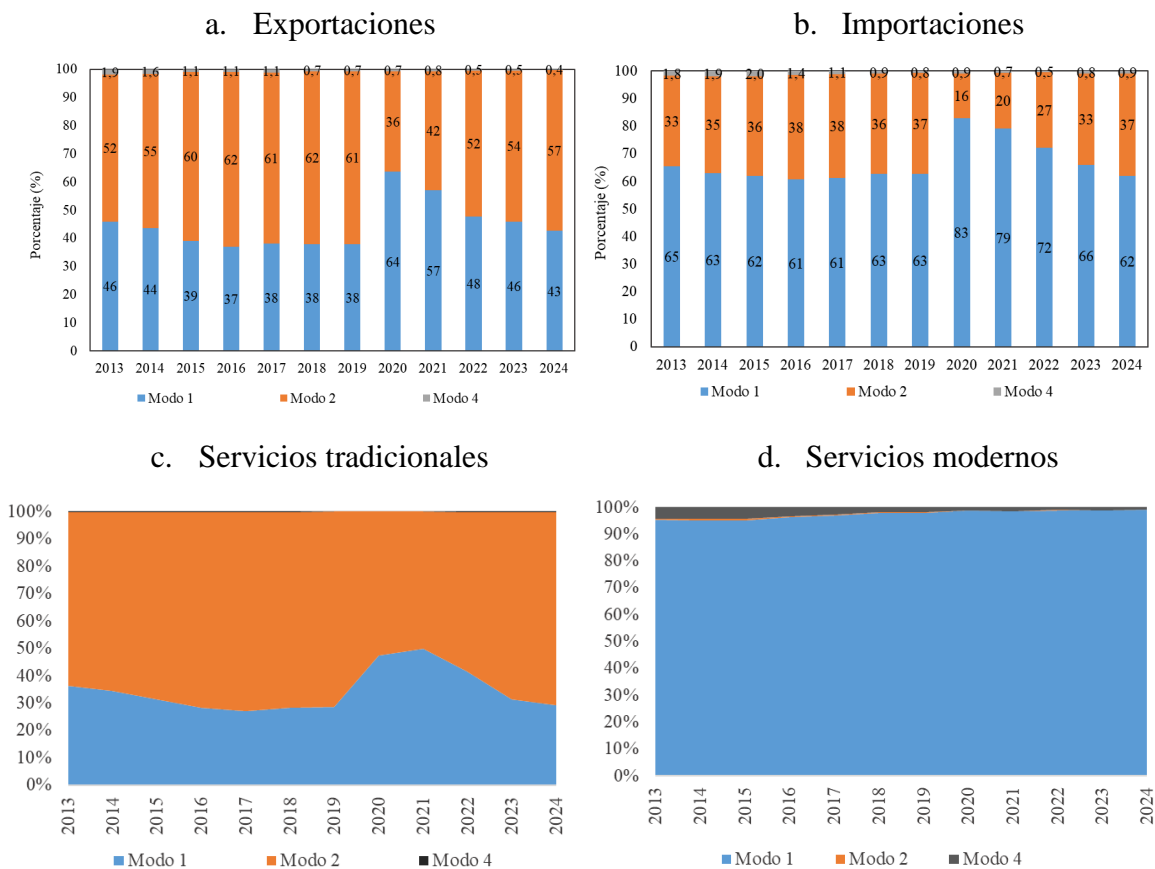 a. Exportaciones
Porcentaje (%)
100
90
80
70
60
50
40
30
20
10
0
1,9 1,6 1,1 1,1 1,1 0,7 0,7 0,7 0,8 0,5 0,5 0,4
52 55 60 62 61 62 61 36 42 52 54 57
46 44 39 37 38 38 38 64 57 48 46 43
2013 2014 2015 2016 2017 2018 2019 2020 2021 2022 2023 2024
Modo 1 Modo 2 Modo 4
b. Importaciones
Porcentaje (%)
100
90
80
70
60
50
40
30
20
10
0
1,8 1,9 2,0 1,4 1,1 0,9 0,8 0,9 0,7 0,5 0,8 0,9
33 35 36 38 38 36 37 16 20 27 33 37
65 63 62 61 61 63 63 83 79 72 66 62
2013 2014 2015 2016 2017 2018 2019 2020 2021 2022 2023 2024
Modo 1 Modo 2 Modo 4
c. Servicios tradicionales
100%
90%
80%
70%
60%
50%
40%
30%
20%
10%
0%
2013 2014 2015 2016 2017 2018 2019 2020 2021 2022 2023 2024
Modo 1 Modo 2 Modo 4
d. Servicios modernos
100%
90%
80%
70%
60%
50%
40%
30%
20%
10%
0%
2013 2014 2015 2016 2017 2018 2019 2020 2021 2022 2023 2024
Modo 1 Modo 2 Modo 4